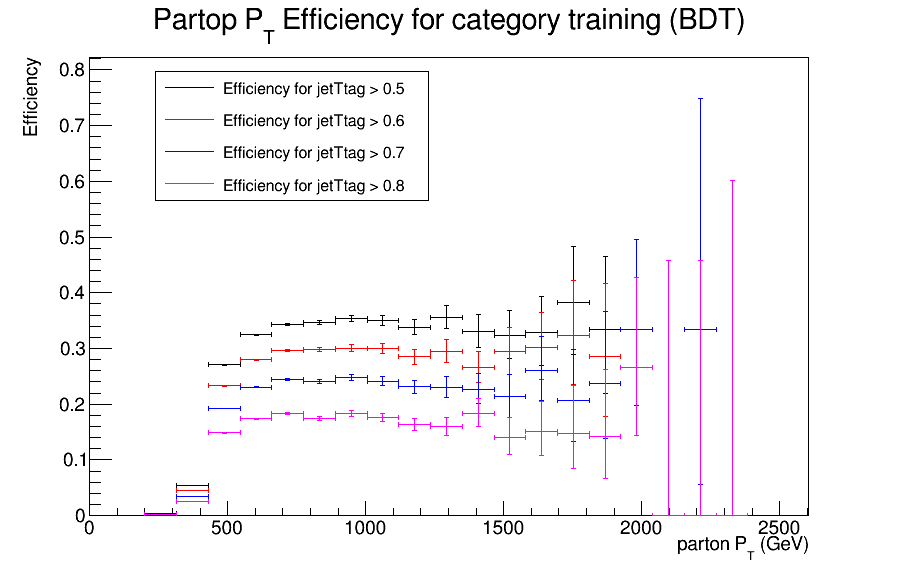 Partop PT Efficiency for category training (BDT)
Efficiency
0.8
0.7
0.6
0.5
0.4
0.3
0.2
0.1
0
Efficiency for jetTtag > 0.5
Efficiency for jetTtag > 0.6
Efficiency for jetTtag > 0.7
Efficiency for jetTtag > 0.8
0 500 1000 1500 2000 2500
parton PT (GeV)